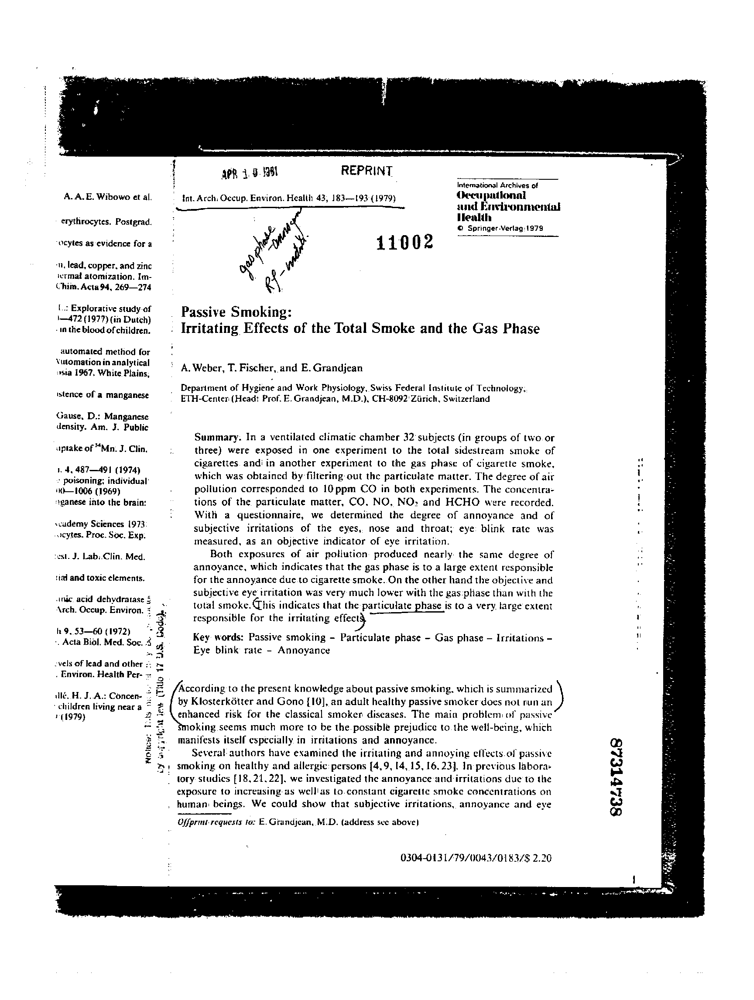 APR 1 0 1981
REPRINT
Int. Arch. Occup. Environ. Health 43, 183—193 (1979)
International Archives of
Occupational
and Environmental
Health
© Springer-Verlag 1979
gas phase
annoys
RP - irritate
11002
Passive Smoking:
Irritating Effects of the Total Smoke and the Gas Phase
A. Weber, T. Fischer, and E. Grandjean
Department of Hygiene and Work Physiology, Swiss Federal Institute of Technology,
ETH-Center (Head: Prof. E. Grandjean, M.D.), CH-8092 Zürich, Switzerland
Summary. In a ventilated climatic chamber 32 subjects (in groups of two or
three) were exposed in one experiment to the total sidestream smoke of
cigarettes and in another experiment to the gas phase of cigarette smoke,
which was obtained by filtering out the particulate matter. The degree of air
pollution corresponded to 10 ppm CO in both experiments. The concentra-
tions of the particulate matter, CO, NO, NO2 and HCHO were recorded.
With a questionnaire, we determined the degree of annoyance and of
subjective irritations of the eyes, nose and throat; eye blink rate was
measured, as an objective indicator of eye irritation.
Both exposures of air pollution produced nearly the same degree of
annoyance, which indicates that the gas phase is to a large extent responsible
for the annoyance due to cigarette smoke. On the other hand the objective and
subjective eye irritation was very much lower with the gas phase than with the
total smoke. This indicates that the particulate phase is to a very large extent
responsible for the irritating effects.
Key words: Passive smoking – Particulate phase – Gas phase – Irritations –
Eye blink rate – Annoyance
According to the present knowledge about passive smoking, which is summarized
by Klosterkötter and Gono [10], an adult healthy passive smoker does not run an
enhanced risk for the classical smoker diseases. The main problem of passive
smoking seems much more to be the possible prejudice to the well-being, which
manifests itself especially in irritations and annoyance.
Several authors have examined the irritating and annoying effects of passive
smoking on healthy and allergic persons [4, 9, 14, 15, 16, 23]. In previous labora-
tory studies [18, 21, 22], we investigated the annoyance and irritations due to the
exposure to increasing as well as to constant cigarette smoke concentrations on
human beings. We could show that subjective irritations, annoyance and eye
Offprint requests to: E. Grandjean, M.D. (address see above)
0304-0131/79/0043/0183/$ 2.20
1
87314738
A. A. E. Wibowo et al.
erythrocytes. Postgrad.
ocytes as evidence for a
n, lead, copper, and zinc
ermal atomization. Im-
Chim. Acta 94, 269—274
.: Explorative study of
—472 (1977) (in Dutch)
in the blood of children.
automated method for
Automation in analytical
sia 1967. White Plains,
istence of a manganese
Gause, D.: Manganese
density. Am. J. Public
uptake of 54Mn. J. Clin.
. 4, 487—491 (1974)
poisoning; individual
00—1006 (1969)
nganese into the brain:
Academy Sciences 1973
cytes. Proc. Soc. Exp.
est. J. Lab. Clin. Med.
tial and toxic elements.
anic acid dehydratase
Arch. Occup. Environ.
h 9, 53—60 (1972)
. Acta Biol. Med. Soc.
vels of lead and other
. Environ. Health Per-
llé, H. J. A.: Concen-
children living near a
(1979)
Notice: This
by copyright law (Title 17 U.S. Code).